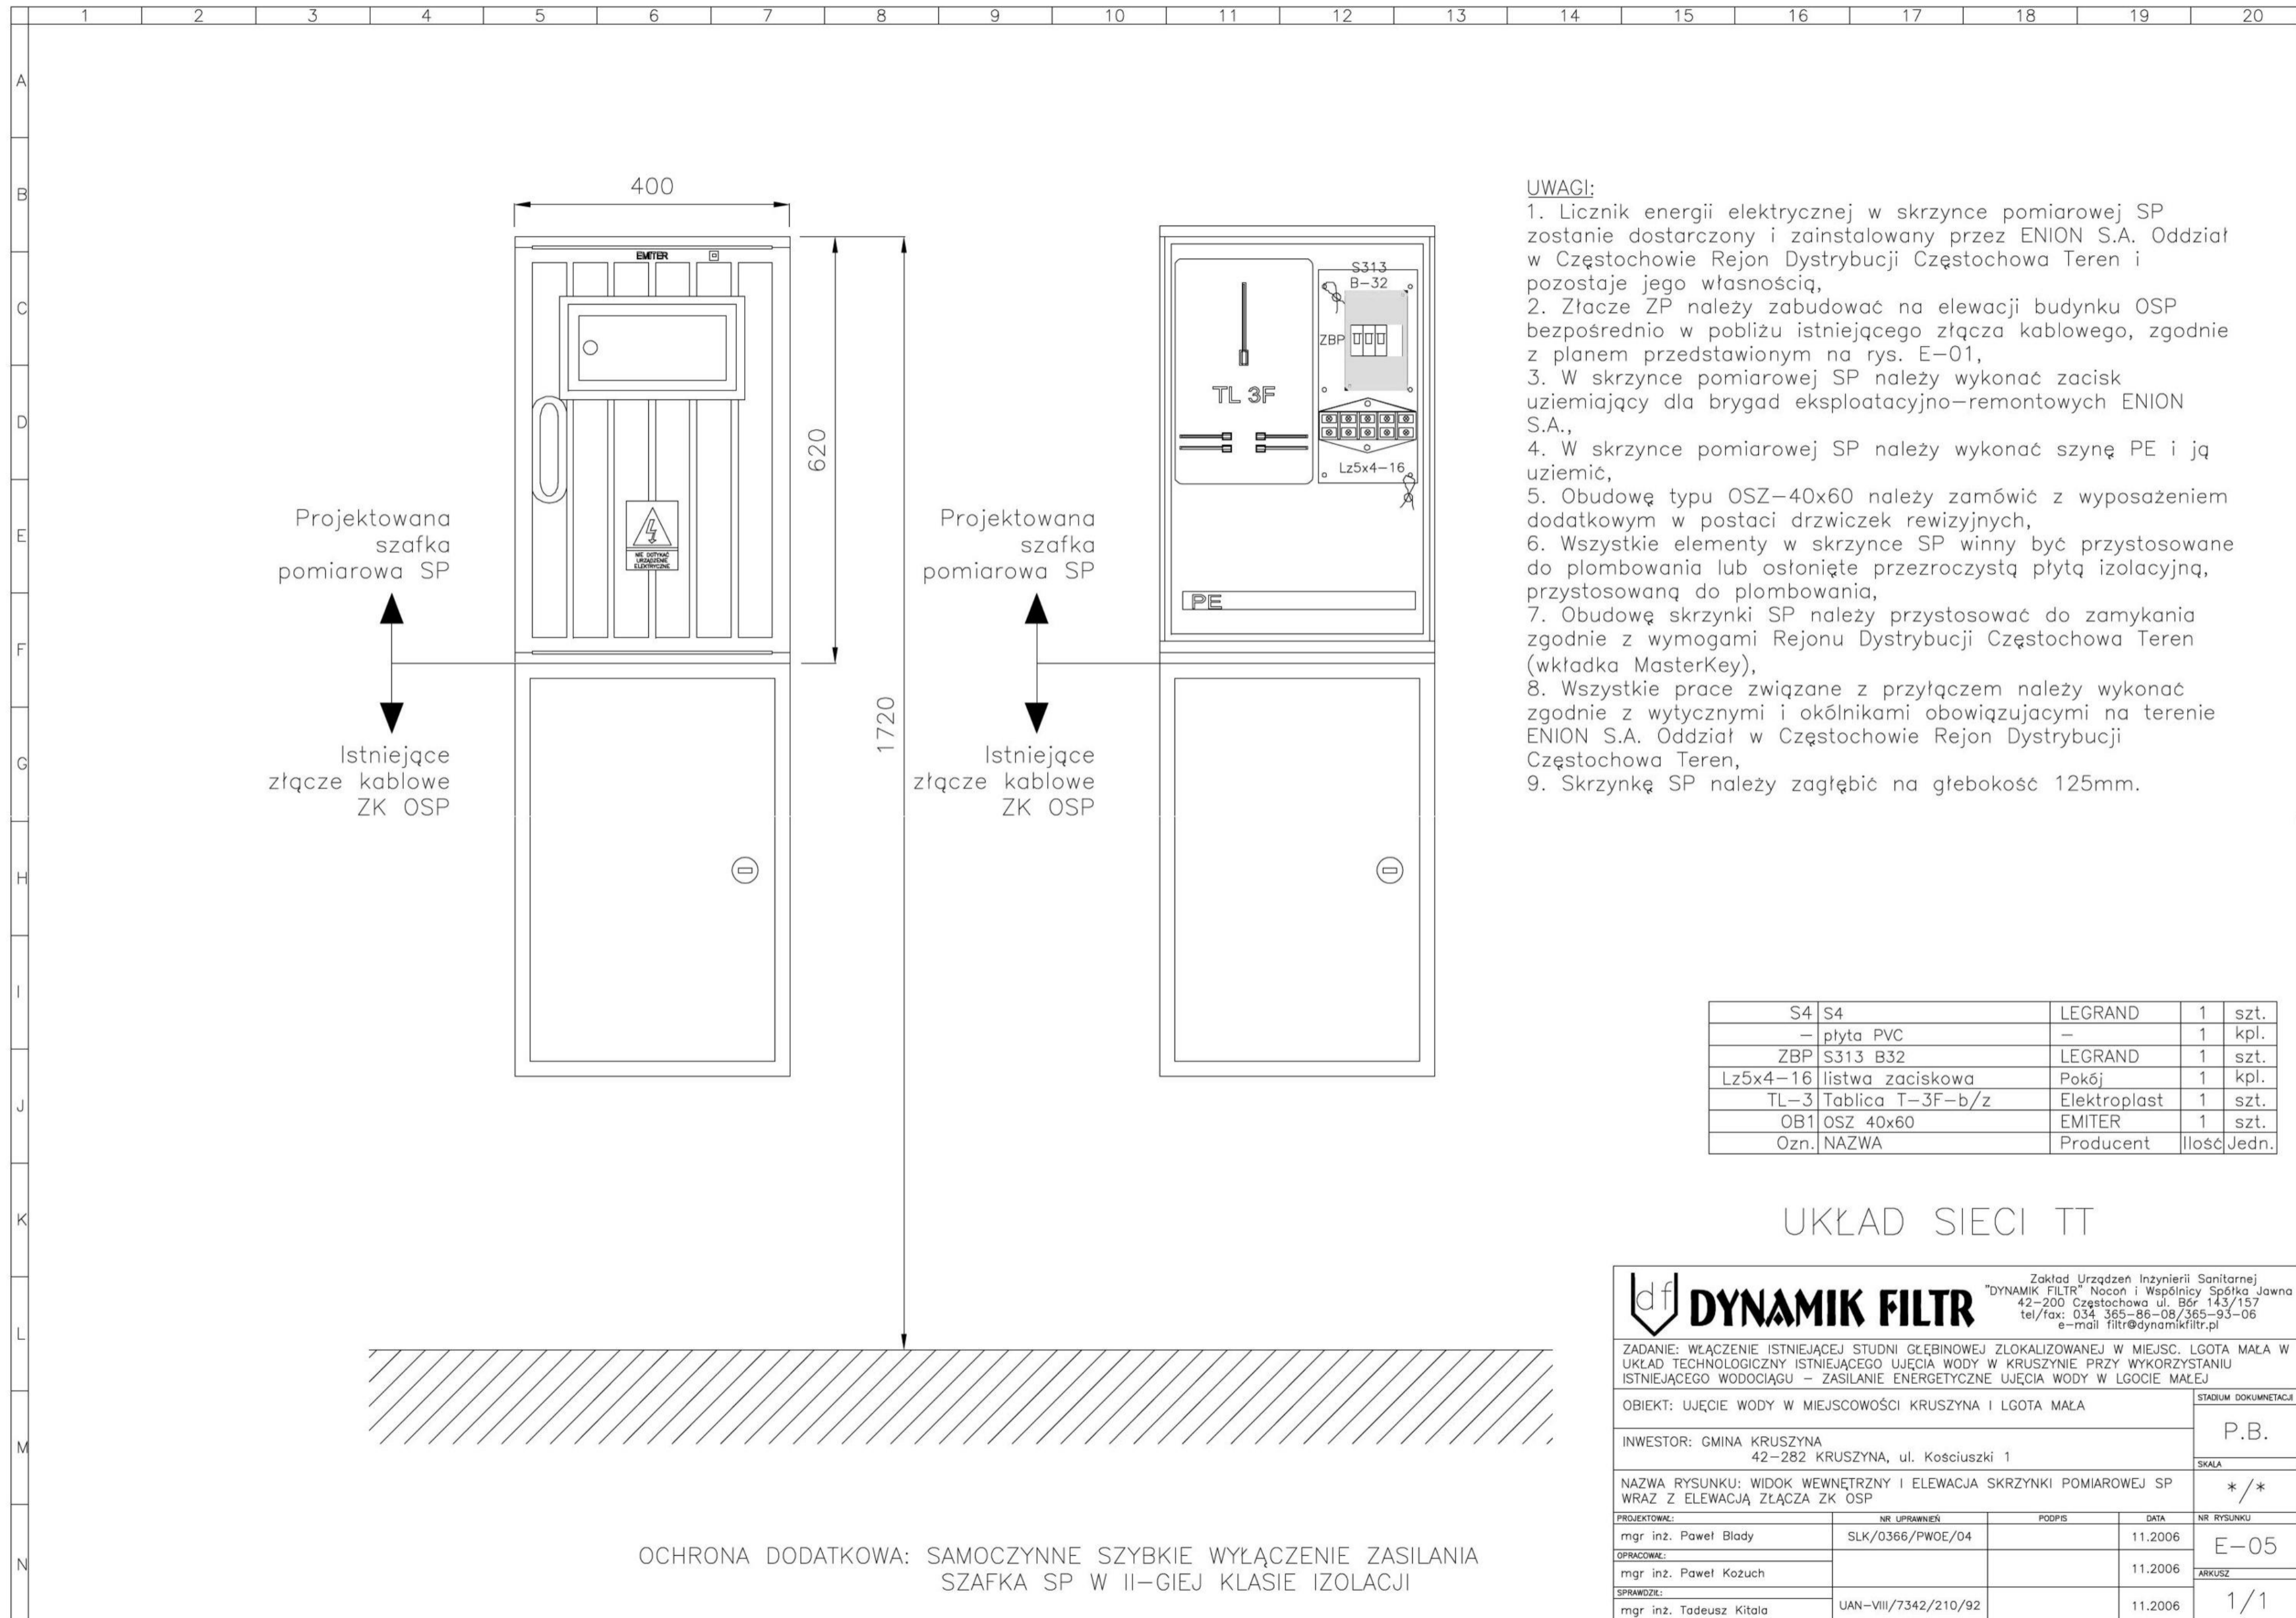 1 2 3 4 5 6 7 8 9 10 11 12 13 14 15 16 17 18 19 20
A
B
C
D
E
F
G
H
I
J
K
L
M
N
400
620
1720
EMITER
NIE DOTYKAĆ
URZĄDZENIE
ELEKTRYCZNE
Projektowana
szafka
pomiarowa SP
Istniejące
złącze kablowe
ZK OSP
Projektowana
szafka
pomiarowa SP
Istniejące
złącze kablowe
ZK OSP
S313
B-32
ZBP
TL 3F
Lz5x4-16
PE
UWAGI:
1. Licznik energii elektrycznej w skrzynce pomiarowej SP
zostanie dostarczony i zainstalowany przez ENION S.A. Oddział
w Częstochowie Rejon Dystrybucji Częstochowa Teren i
pozostaje jego własnością,
2. Złacze ZP należy zabudować na elewacji budynku OSP
bezpośrednio w pobliżu istniejącego złącza kablowego, zgodnie
z planem przedstawionym na rys. E-01,
3. W skrzynce pomiarowej SP należy wykonać zacisk
uziemiający dla brygad eksploatacyjno-remontowych ENION
S.A.,
4. W skrzynce pomiarowej SP należy wykonać szynę PE i ją
uziemić,
5. Obudowę typu OSZ-40x60 należy zamówić z wyposażeniem
dodatkowym w postaci drzwiczek rewizyjnych,
6. Wszystkie elementy w skrzynce SP winny być przystosowane
do plombowania lub osłonięte przezroczystą płytą izolacyjną,
przystosowaną do plombowania,
7. Obudowę skrzynki SP należy przystosować do zamykania
zgodnie z wymogami Rejonu Dystrybucji Częstochowa Teren
(wkładka MasterKey),
8. Wszystkie prace związane z przyłączem należy wykonać
zgodnie z wytycznymi i okólnikami obowiązujacymi na terenie
ENION S.A. Oddział w Częstochowie Rejon Dystrybucji
Częstochowa Teren,
9. Skrzynkę SP należy zagłębić na głebokość 125mm.
S4 S4 LEGRAND 1 szt.
- płyta PVC - 1 kpl.
ZBP S313 B32 LEGRAND 1 szt.
Lz5x4-16 listwa zaciskowa Pokój 1 kpl.
TL-3 Tablica T-3F-b/z Elektroplast 1 szt.
OB1 OSZ 40x60 EMITER 1 szt.
Ozn. NAZWA Producent Ilość Jedn.
UKŁAD SIECI TT
df DYNAMIK FILTR
Zakład Urządzeń Inżynierii Sanitarnej
"DYNAMIK FILTR" Nocoń i Wspólnicy Spółka Jawna
42-200 Częstochowa ul. Bór 143/157
tel/fax: 034 365-86-08/365-93-06
e-mail filtr@dynamikfiltr.pl
ZADANIE: WŁĄCZENIE ISTNIEJĄCEJ STUDNI GŁĘBINOWEJ ZLOKALIZOWANEJ W MIEJSC. LGOTA MAŁA W
UKŁAD TECHNOLOGICZNY ISTNIEJĄCEGO UJĘCIA WODY W KRUSZYNIE PRZY WYKORZYSTANIU
ISTNIEJĄCEGO WODOCIĄGU - ZASILANIE ENERGETYCZNE UJĘCIA WODY W LGOCIE MAŁEJ
OBIEKT: UJĘCIE WODY W MIEJSCOWOŚCI KRUSZYNA I LGOTA MAŁA
STADIUM DOKUMNETACJI
P.B.
INWESTOR: GMINA KRUSZYNA
42-282 KRUSZYNA, ul. Kościuszki 1
SKALA
*/*
NAZWA RYSUNKU: WIDOK WEWNĘTRZNY I ELEWACJA SKRZYNKI POMIAROWEJ SP
WRAZ Z ELEWACJĄ ZŁĄCZA ZK OSP
PROJEKTOWAŁ: NR UPRAWNIEŃ PODPIS DATA NR RYSUNKU
mgr inż. Paweł Blady SLK/0366/PWOE/04 11.2006 E-05
OPRACOWAŁ:
mgr inż. Paweł Kożuch 11.2006 ARKUSZ
SPRAWDZIŁ:
mgr inż. Tadeusz Kitala UAN-VIII/7342/210/92 11.2006 1/1
OCHRONA DODATKOWA: SAMOCZYNNE SZYBKIE WYŁĄCZENIE ZASILANIA
SZAFKA SP W II-GIEJ KLASIE IZOLACJI